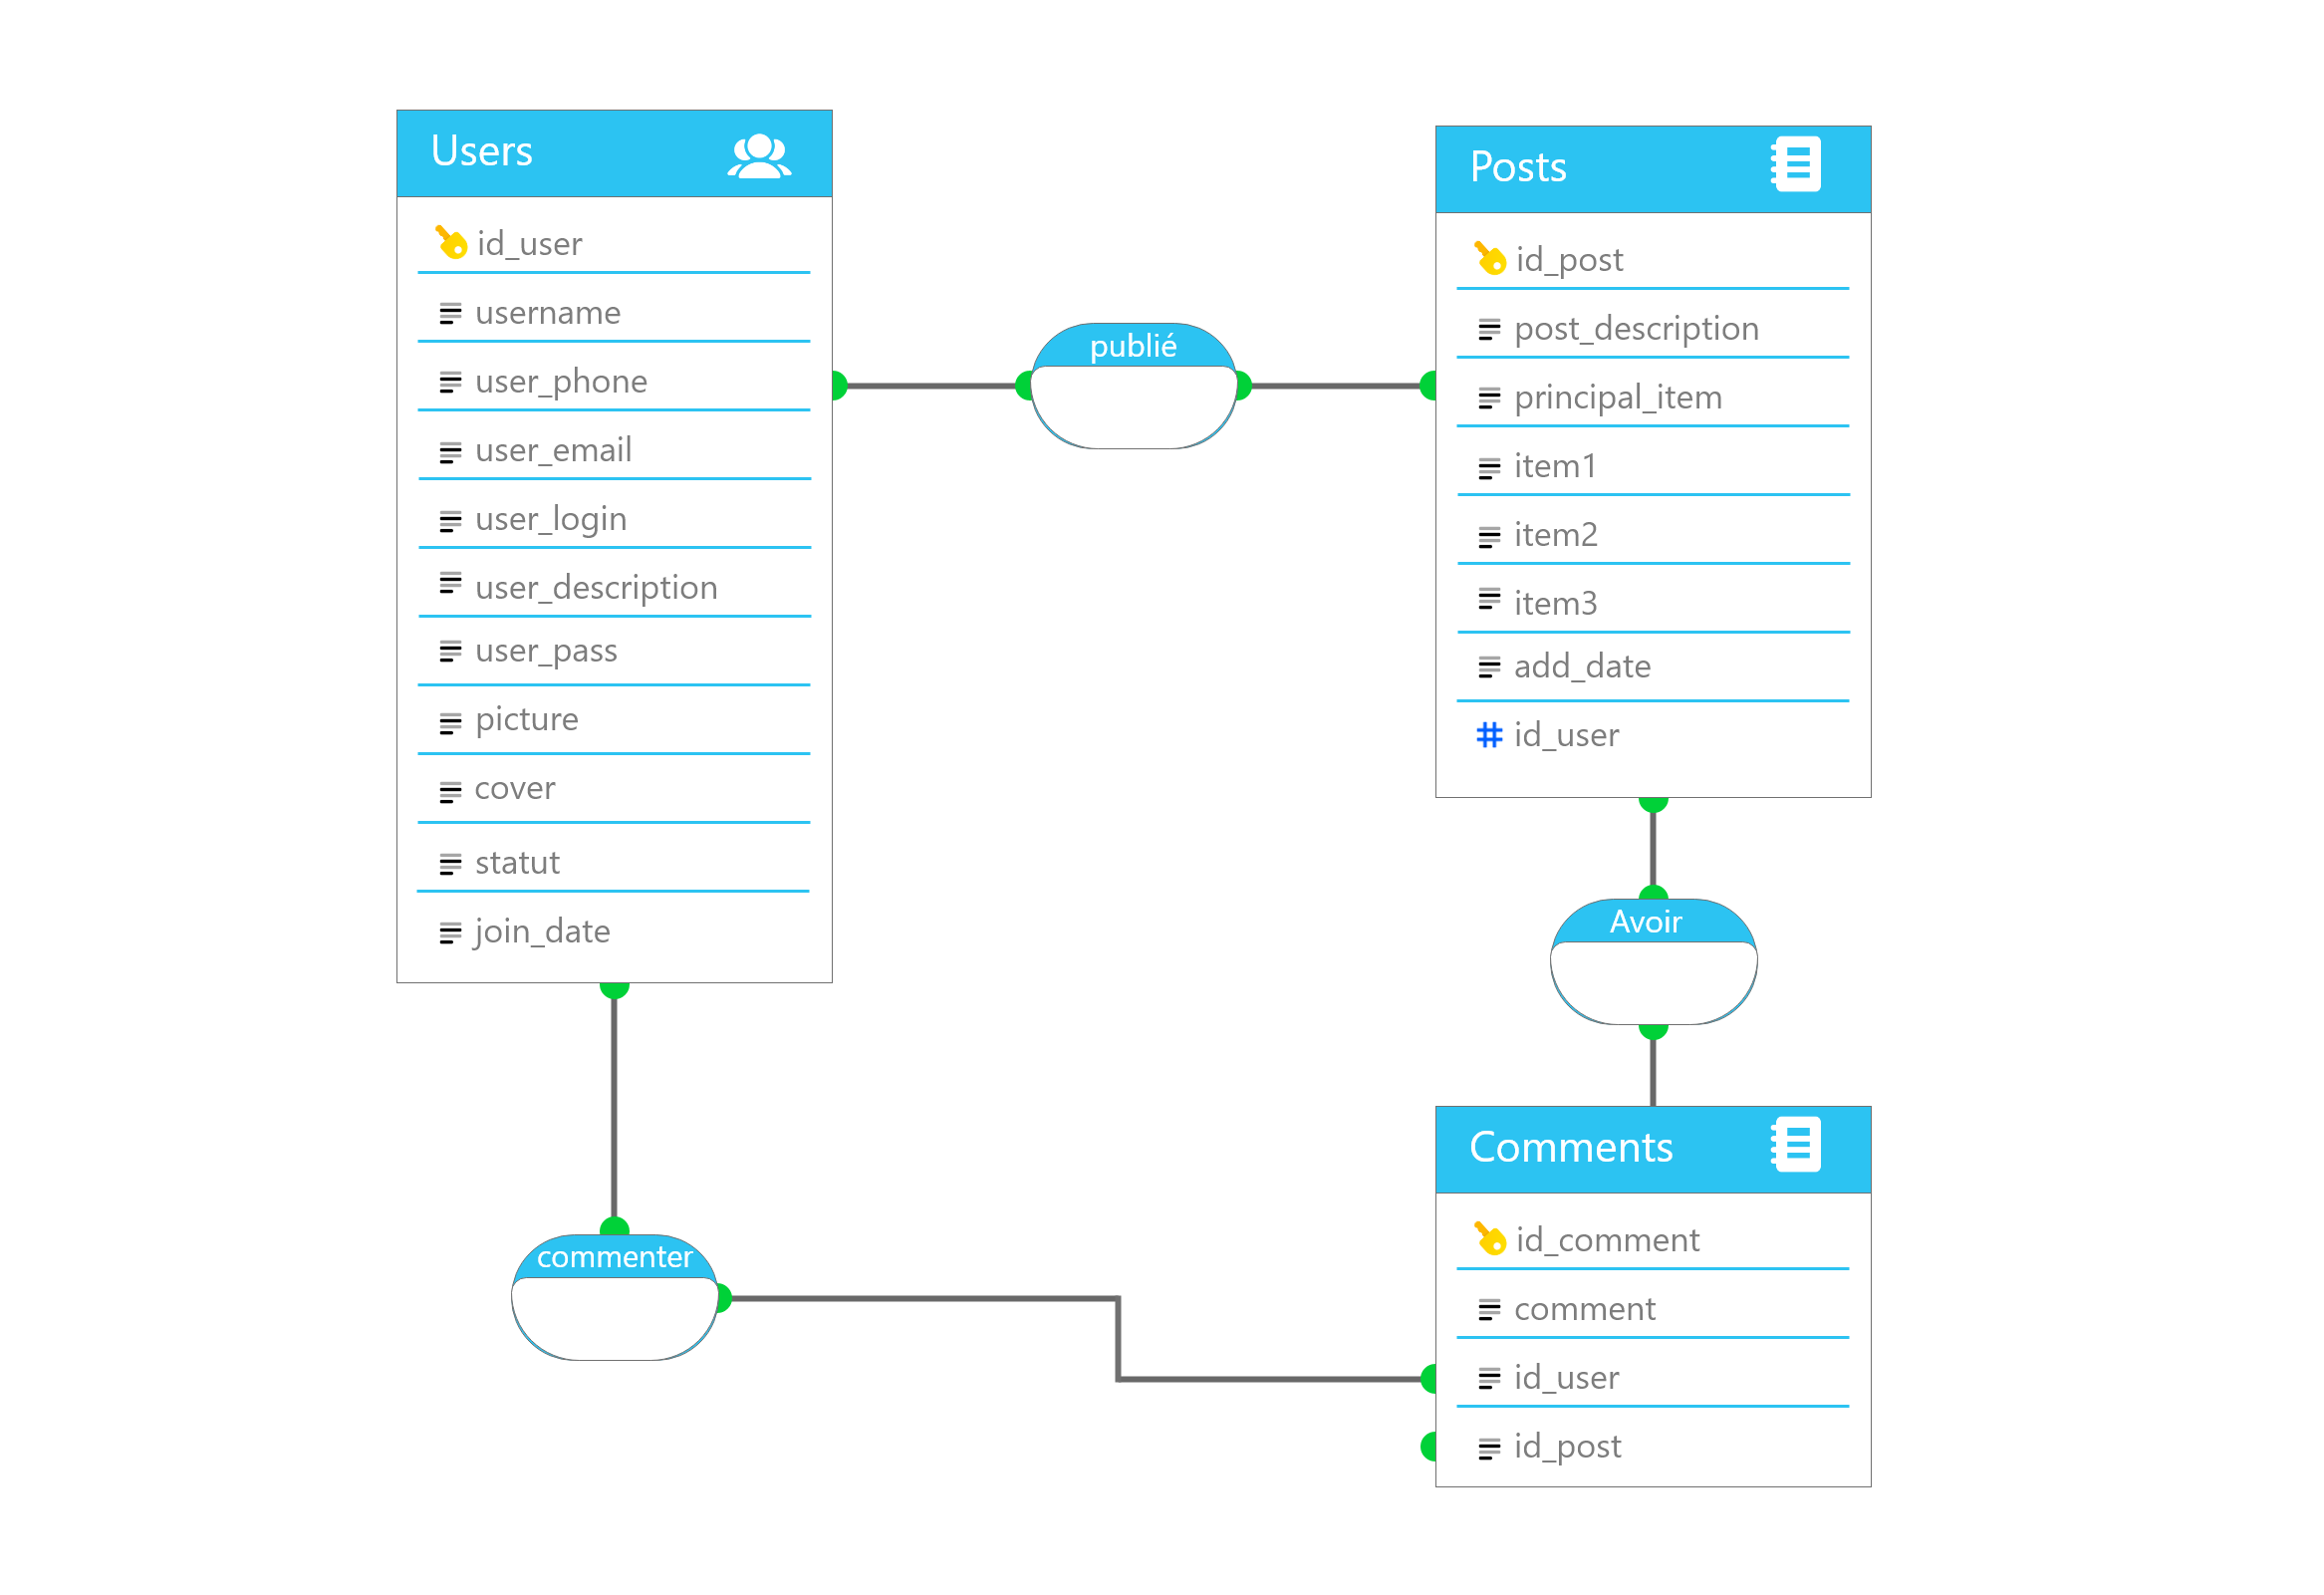 Users
id_user
username
user_phone
user_email
user_login
user_description
user_pass
picture
cover
statut
join_date
publié
Posts
id_post
post_description
principal_item
item1
item2
item3
add_date
id_user
Avoir
commenter
Comments
id_comment
comment
id_user
id_post